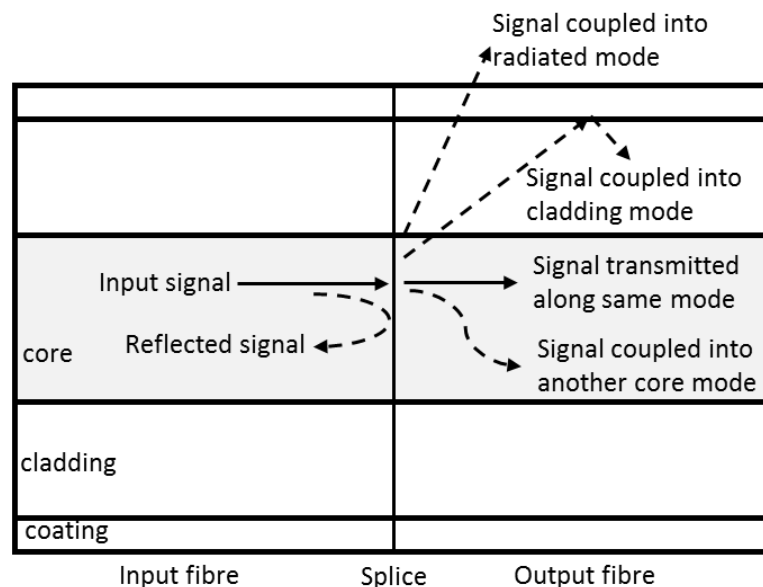 Signal coupled into
radiated mode
Signal coupled into
cladding mode
Input signal
Signal transmitted
along same mode
Reflected signal
core
Signal coupled into
another core mode
cladding
coating
Input fibre
Splice
Output fibre